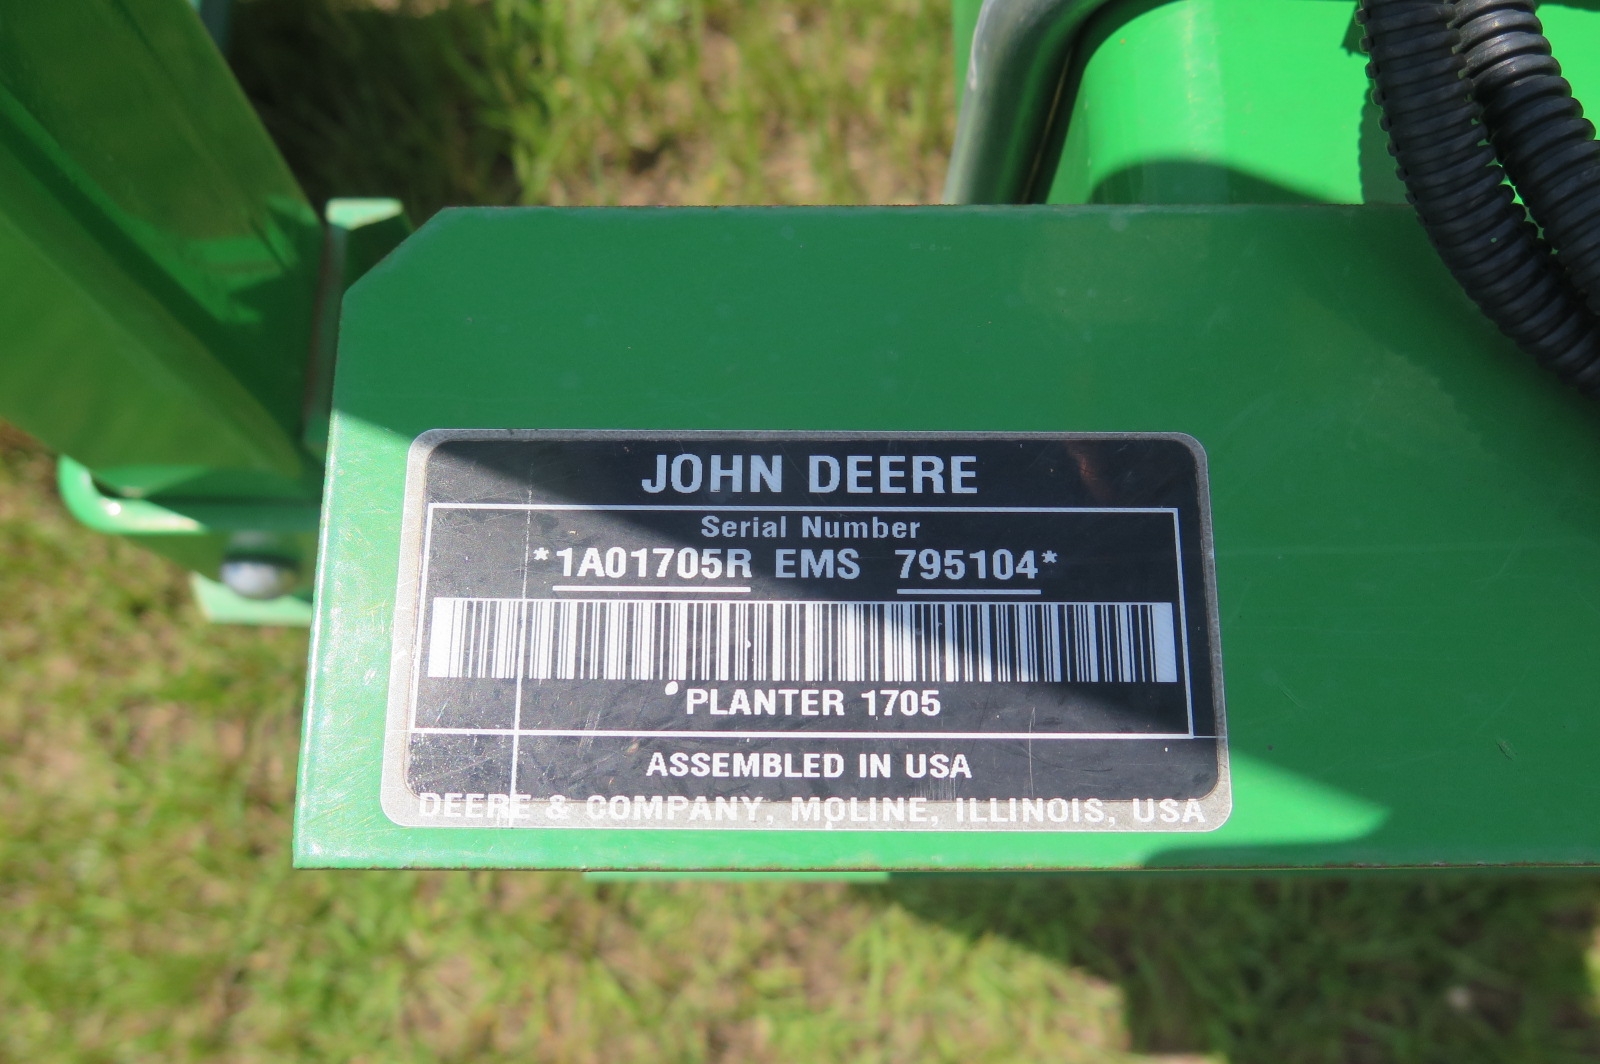 JOHN DEERE
Serial Number
*1A01705R EMS 795104*
PLANTER 1705
ASSEMBLED IN USA
DEERE & COMPANY, MOLINE, ILLINOIS, USA